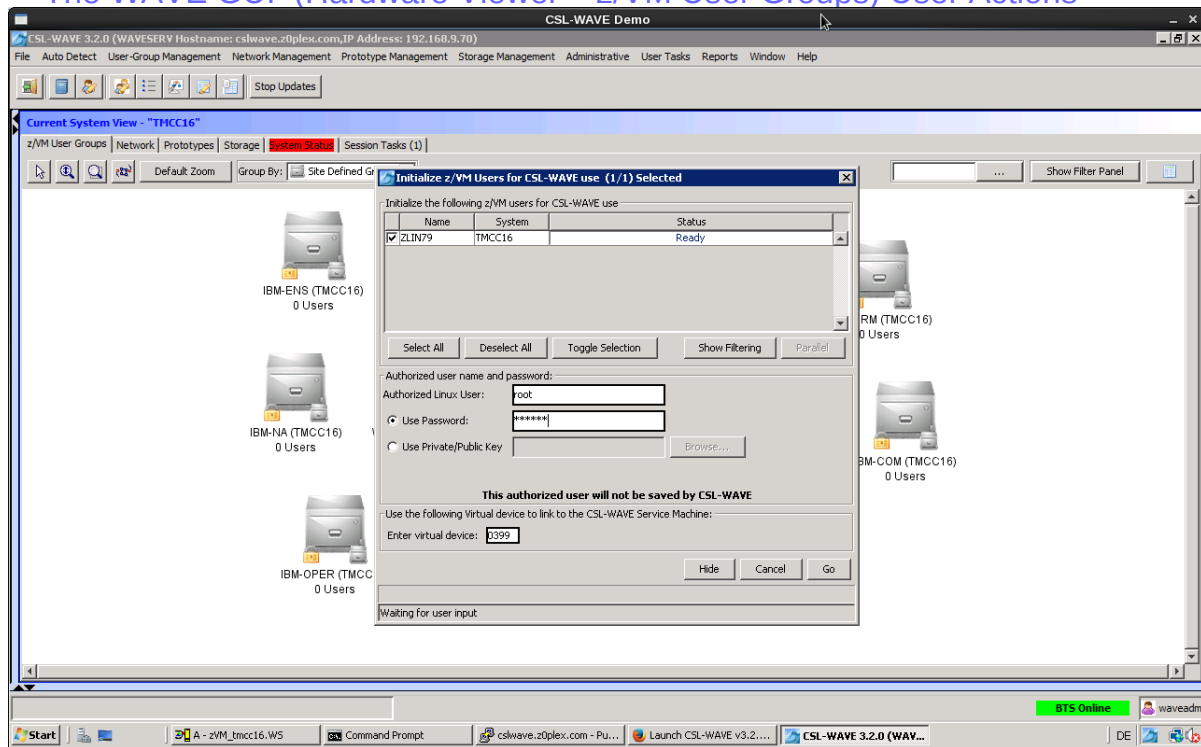 The WAVE GUI (Hardware Viewer – z/VM User Groups) User Actions
CSL-WAVE Demo
CSL-WAVE 3.2.0 (WAVESERV Hostname: cslwave.z0plex.com,IP Address: 192.168.9.70)
File Auto Detect User-Group Management Network Management Prototype Management Storage Management Administrative User Tasks Reports Window Help
Stop Updates
Current System View - "TMCC16"
z/VM User Groups Network Prototypes Storage System Status Session Tasks (1)
Default Zoom Group By: Site Defined Gr ... Show Filter Panel
Initialize z/VM Users for CSL-WAVE use (1/1) Selected
Initialize the following z/VM users for CSL-WAVE use
Name System Status
ZLIN79 TMCC16 Ready
Select All Deselect All Toggle Selection Show Filtering Parallel
Authorized user name and password:
Authorized Linux User: root
Use Password: ******
Use Private/Public Key Browse...
This authorized user will not be saved by CSL-WAVE
Use the following Virtual device to link to the CSL-WAVE Service Machine:
Enter virtual device: 0399
Hide Cancel Go
Waiting for user input
IBM-ENS (TMCC16)
0 Users
RM (TMCC16)
0 Users
IBM-NA (TMCC16)
0 Users
BM-COM (TMCC16)
0 Users
IBM-OPER (TMCC
0 Users
BTS Online waveadm
Start A - zVM_tmcc16.WS Command Prompt cslwave.z0plex.com - Pu... Launch CSL-WAVE v3.2.... CSL-WAVE 3.2.0 (WAV... DE